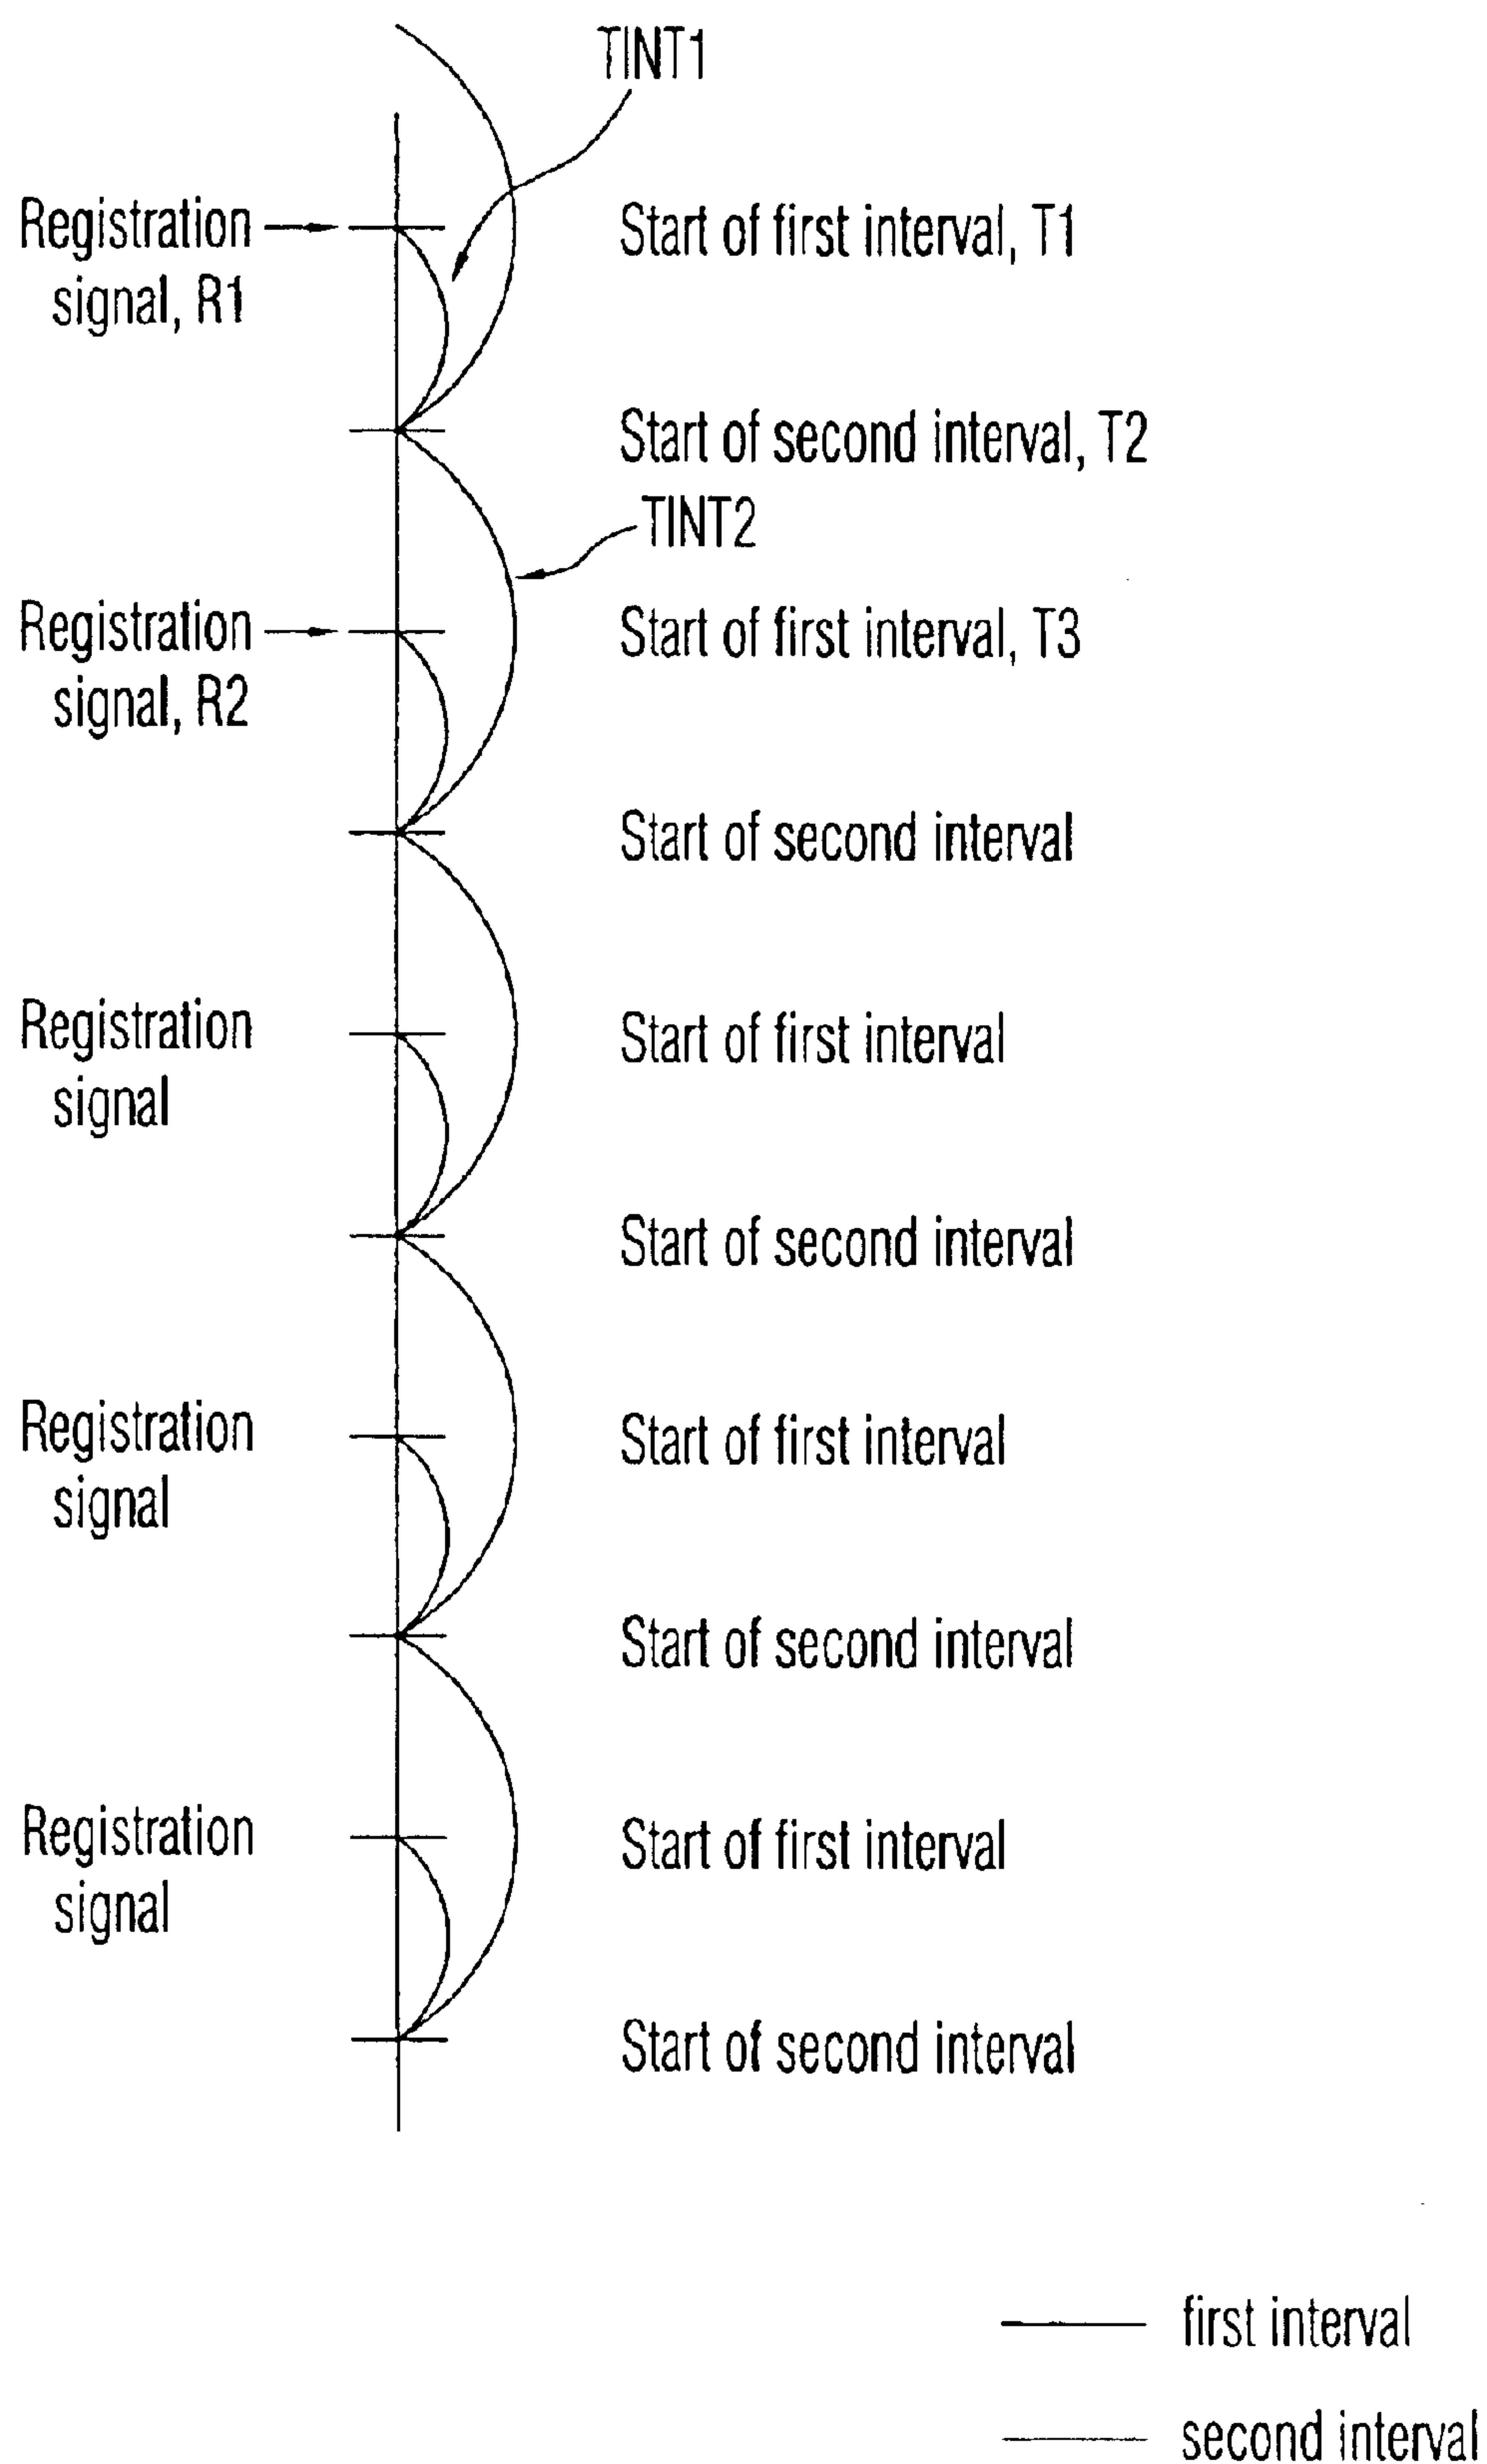 TINT1
Registration
signal, R1
Start of first interval, T1
Start of second interval, T2
TINT2
Registration
signal, R2
Start of first interval, T3
Start of second interval
Registration
signal
Start of first interval
Start of second interval
Registration
signal
Start of first interval
Start of second interval
Registration
signal
Start of first interval
Start of second interval
first interval
second interval